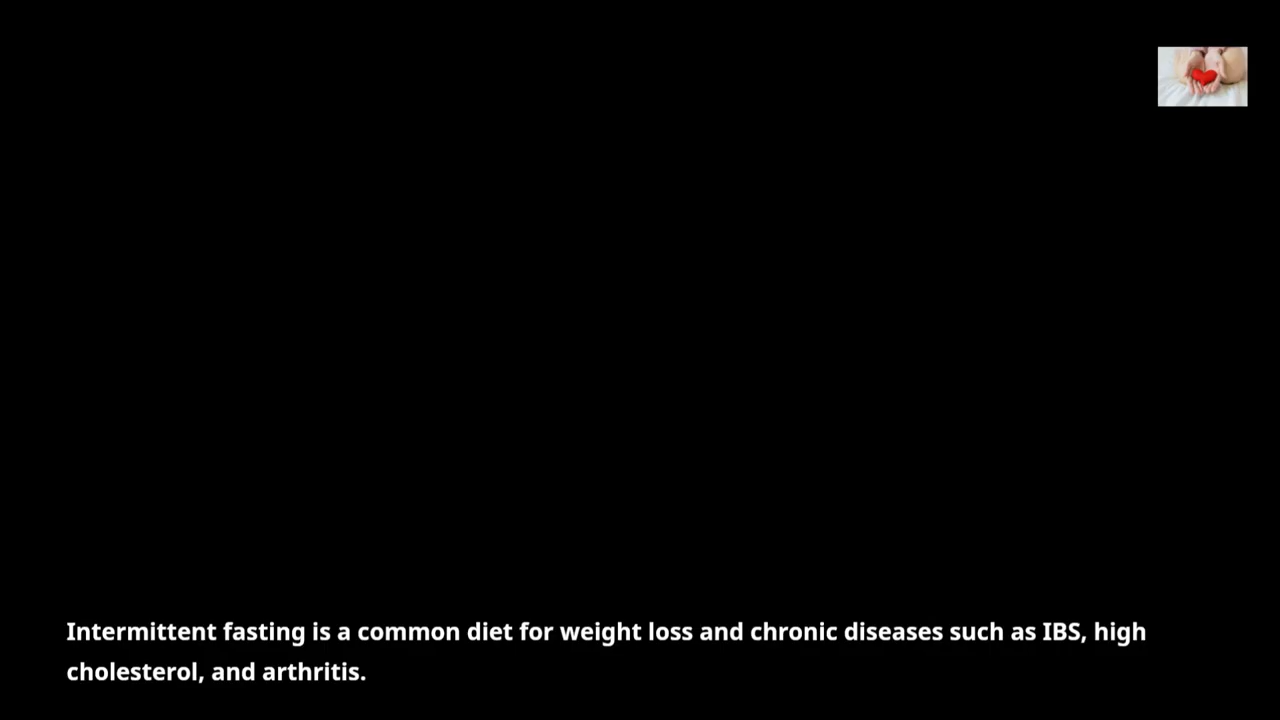 Intermittent fasting is a common diet for weight loss and chronic diseases such as IBS, high
cholesterol, and arthritis.